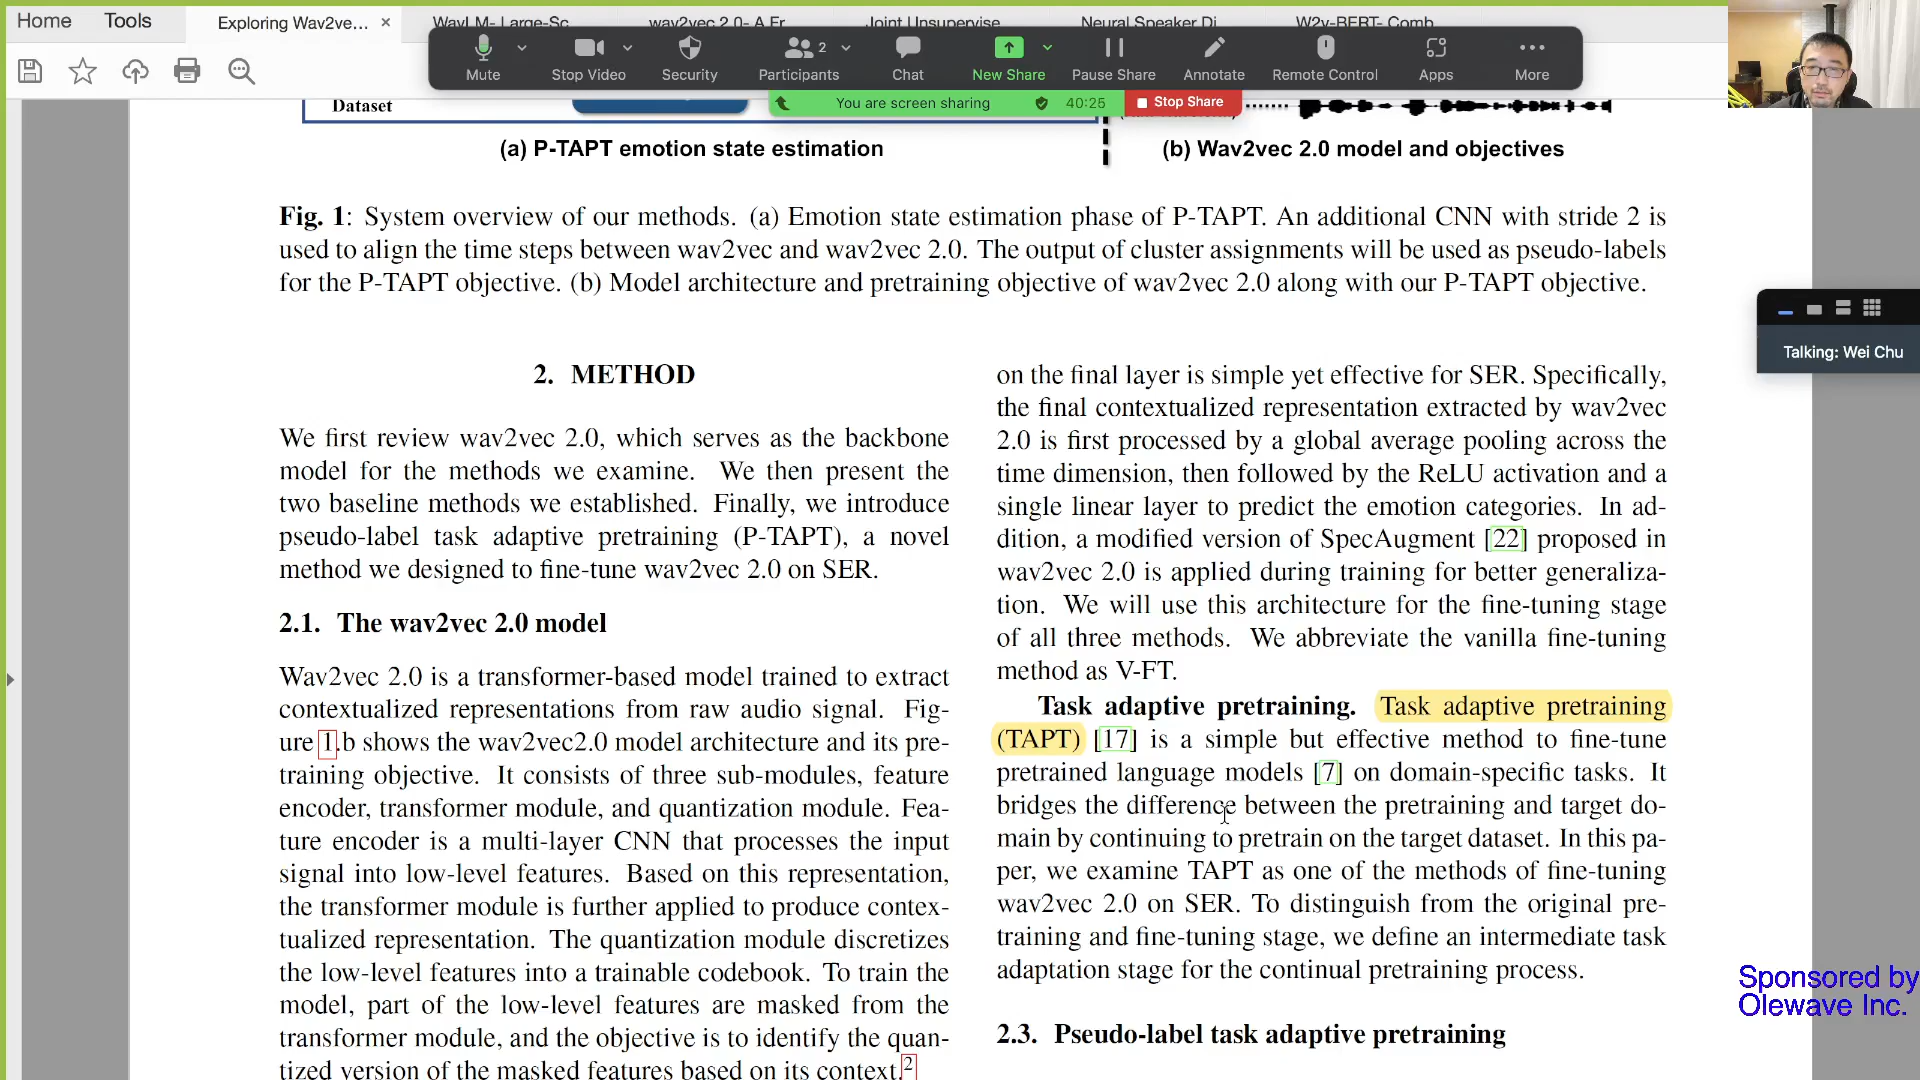 Home Tools Exploring Wav2ve... × WavLM- Large-Sc wav2vec 2.0- A Fr Joint Unsupervise Neural Speaker Di W2v-BERT- Comb
Mute Stop Video Security Participants 2 Chat New Share Pause Share Annotate Remote Control Apps More
You are screen sharing 40:25 Stop Share
Dataset
(a) P-TAPT emotion state estimation
(b) Wav2vec 2.0 model and objectives
Fig. 1: System overview of our methods. (a) Emotion state estimation phase of P-TAPT. An additional CNN with stride 2 is
used to align the time steps between wav2vec and wav2vec 2.0. The output of cluster assignments will be used as pseudo-labels
for the P-TAPT objective. (b) Model architecture and pretraining objective of wav2vec 2.0 along with our P-TAPT objective.
Talking: Wei Chu
2. METHOD
We first review wav2vec 2.0, which serves as the backbone
model for the methods we examine. We then present the
two baseline methods we established. Finally, we introduce
pseudo-label task adaptive pretraining (P-TAPT), a novel
method we designed to fine-tune wav2vec 2.0 on SER.
2.1. The wav2vec 2.0 model
Wav2vec 2.0 is a transformer-based model trained to extract
contextualized representations from raw audio signal. Fig-
ure 1.b shows the wav2vec2.0 model architecture and its pre-
training objective. It consists of three sub-modules, feature
encoder, transformer module, and quantization module. Fea-
ture encoder is a multi-layer CNN that processes the input
signal into low-level features. Based on this representation,
the transformer module is further applied to produce contex-
tualized representation. The quantization module discretizes
the low-level features into a trainable codebook. To train the
model, part of the low-level features are masked from the
transformer module, and the objective is to identify the quan-
tized version of the masked features based on its context.2
on the final layer is simple yet effective for SER. Specifically,
the final contextualized representation extracted by wav2vec
2.0 is first processed by a global average pooling across the
time dimension, then followed by the ReLU activation and a
single linear layer to predict the emotion categories. In ad-
dition, a modified version of SpecAugment [22] proposed in
wav2vec 2.0 is applied during training for better generaliza-
tion. We will use this architecture for the fine-tuning stage
of all three methods. We abbreviate the vanilla fine-tuning
method as V-FT.
Task adaptive pretraining. Task adaptive pretraining
(TAPT) [17] is a simple but effective method to fine-tune
pretrained language models [7] on domain-specific tasks. It
bridges the difference between the pretraining and target do-
main by continuing to pretrain on the target dataset. In this pa-
per, we examine TAPT as one of the methods of fine-tuning
wav2vec 2.0 on SER. To distinguish from the original pre-
training and fine-tuning stage, we define an intermediate task
adaptation stage for the continual pretraining process.
2.3. Pseudo-label task adaptive pretraining
Sponsored by
Olewave Inc.